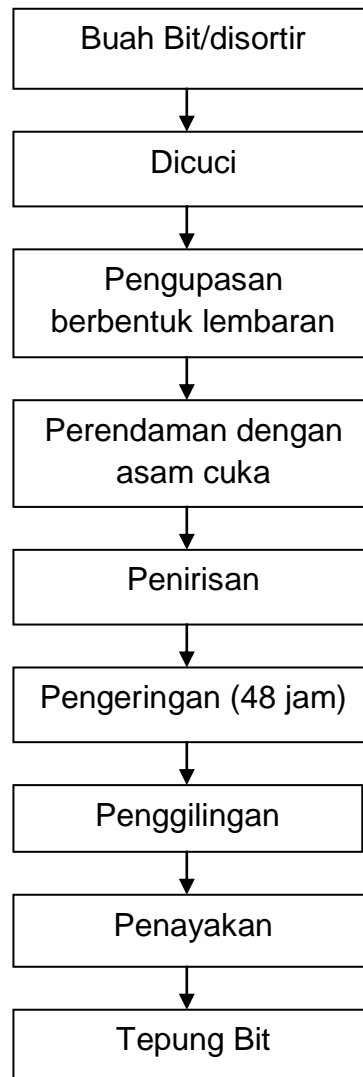 Buah Bit/disortir
Dicuci
Pengupasan
berbentuk lembaran
Perendaman dengan
asam cuka
Penirisan
Pengeringan (48 jam)
Penggilingan
Penayakan
Tepung Bit